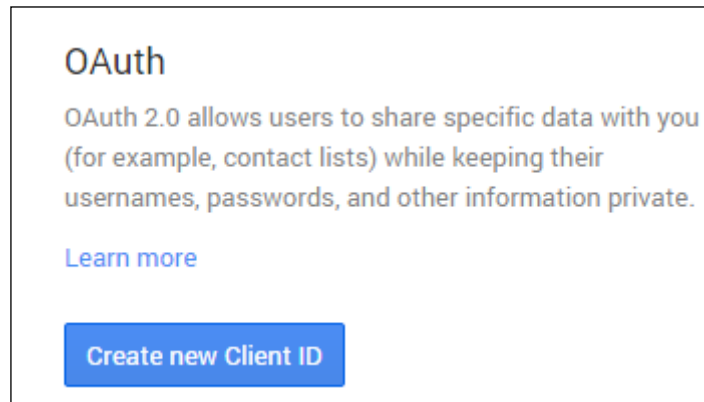 OAuth
OAuth 2.0 allows users to share specific data with you
(for example, contact lists) while keeping their
usernames, passwords, and other information private.
Learn more
Create new Client ID